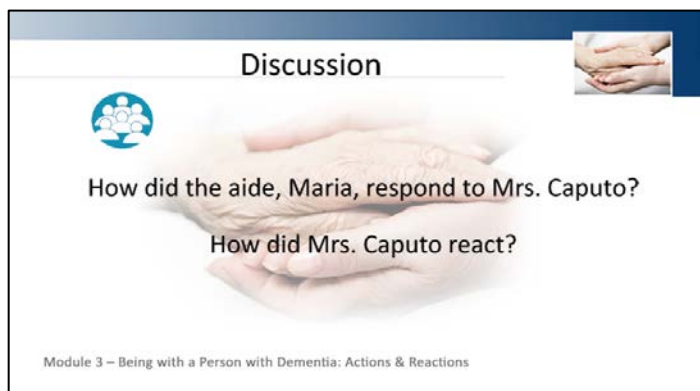 Discussion
How did the aide, Maria, respond to Mrs. Caputo?
How did Mrs. Caputo react?
Module 3 – Being with a Person with Dementia: Actions & Reactions